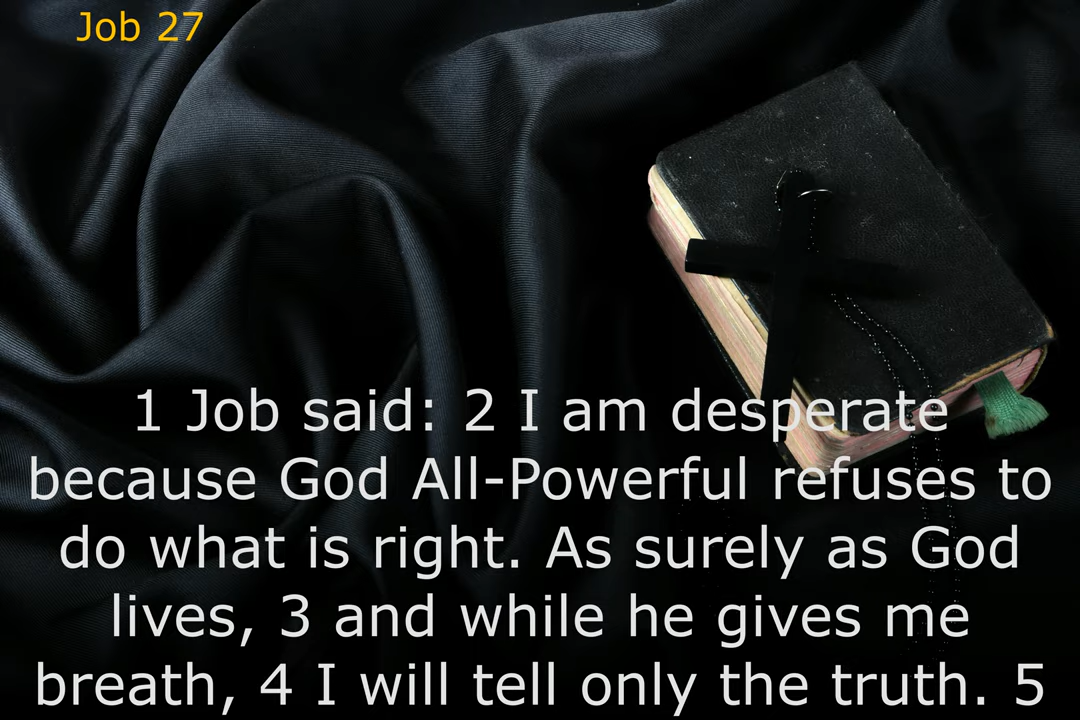 Job 27
1 Job said: 2 I am desperate
because God All-Powerful refuses to
do what is right. As surely as God
lives, 3 and while he gives me
breath, 4 I will tell only the truth. 5